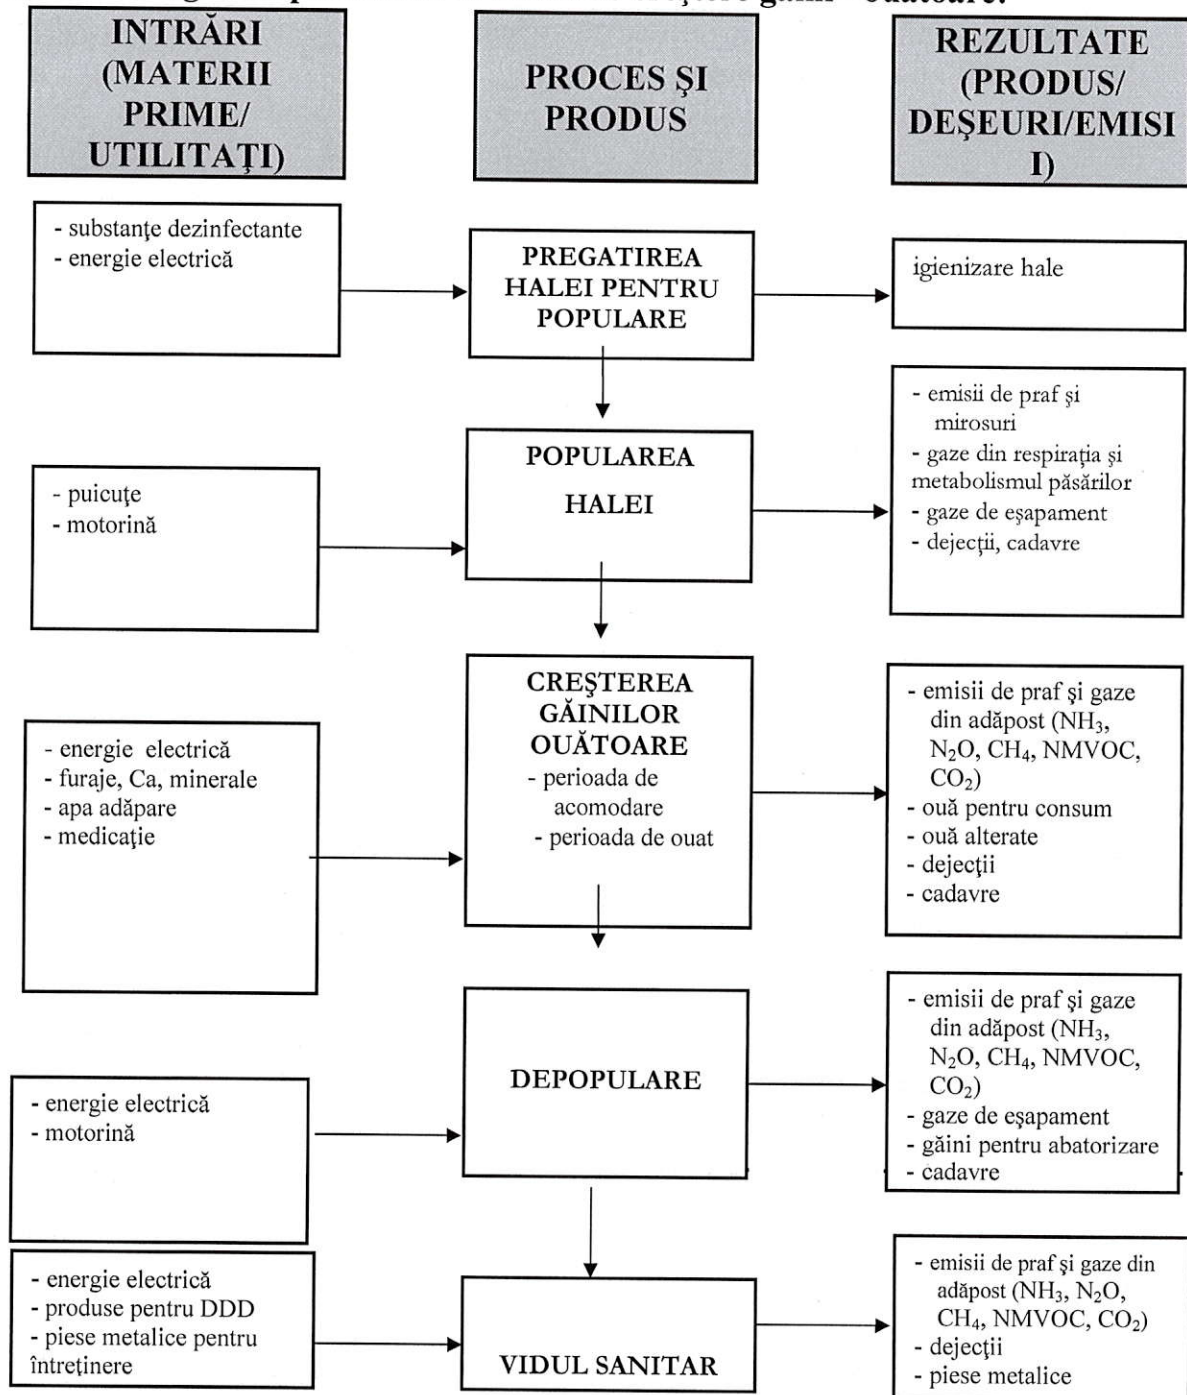 găini
INTRĂRI
(MATERII
PRIME/
UTILITAŢI)
PROCES ŞI
PRODUS
REZULTATE
(PRODUS/
DEŞEURI/EMISI
I)
- substanţe dezinfectante
- energie electrică
PREGATIREA
HALEI PENTRU
POPULARE
igienizare hale
- puicuţe
- motorină
POPULAREA
HALEI
- emisii de praf şi
mirosuri
- gaze din respiraţia şi
metabolismul păsărilor
- gaze de eşapament
- dejecţii, cadavre
- energie electrică
- furaje, Ca, minerale
- apa adăpare
- medicaţie
CREŞTEREA
GĂINILOR
OUĂTOARE
- perioada de
acomodare
- perioada de ouat
- emisii de praf şi gaze
din adăpost (NH₃,
N₂O, CH₄, NMVOC,
CO₂)
- ouă pentru consum
- ouă alterate
- dejecţii
- cadavre
- energie electrică
- motorină
DEPOPULARE
- emisii de praf şi gaze
din adăpost (NH₃,
N₂O, CH₄, NMVOC,
CO₂)
- gaze de eşapament
- găini pentru abatorizare
- cadavre
- energie electrică
- produse pentru DDD
- piese metalice pentru
întreţinere
VIDUL SANITAR
- emisii de praf şi gaze din
adăpost (NH₃, N₂O,
CH₄, NMVOC, CO₂)
- dejecţii
- piese metalice